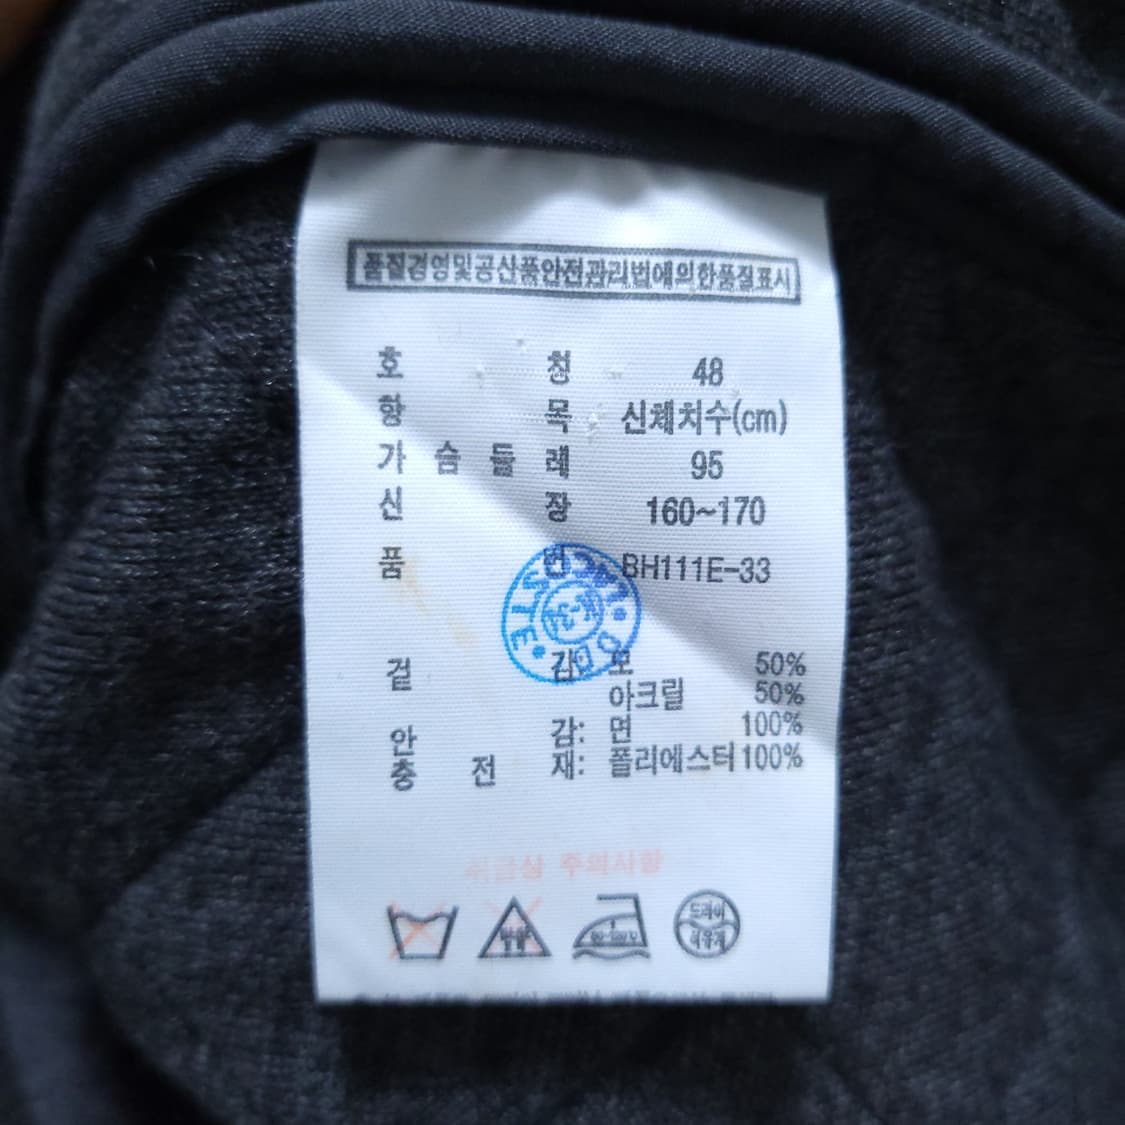 품질경영및공산품안전관리법에의한품질표시
호 칭 48
항 목 신체치수(cm)
가 슴 둘 레 95
신 장 160~170
품 번 BH111E-33
겉 감: 모 50%
아크릴 50%
안 감: 면 100%
충 전 재: 폴리에스터 100%
취급상 주의사항
드라이